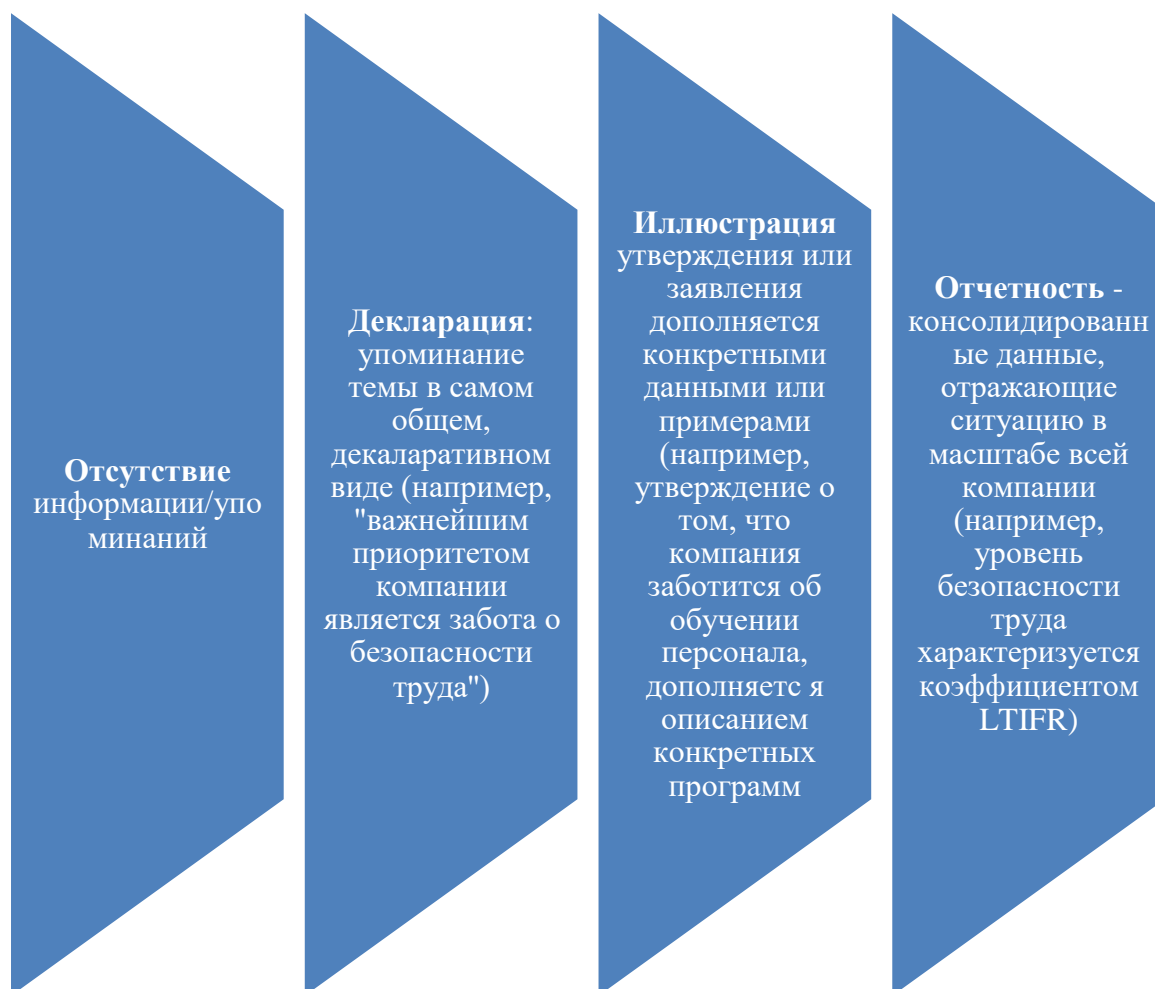 Отсутствие
информации/упо
минаний
Декларация:
упоминание
темы в самом
общем,
декаларативном
виде (например,
"важнейшим
приоритетом
компании
является забота о
безопасности
труда")
Иллюстрация
утверждения или
заявления
дополняется
конкретными
данными или
примерами
(например,
утверждение о
том, что
компания
заботится об
обучении
персонала,
дополняетс я
описанием
конкретных
программ
Отчетность -
консолидированн
ые данные,
отражающие
ситуацию в
масштабе всей
компании
(например,
уровень
безопасности
труда
характеризуется
коэффициентом
LTIFR)